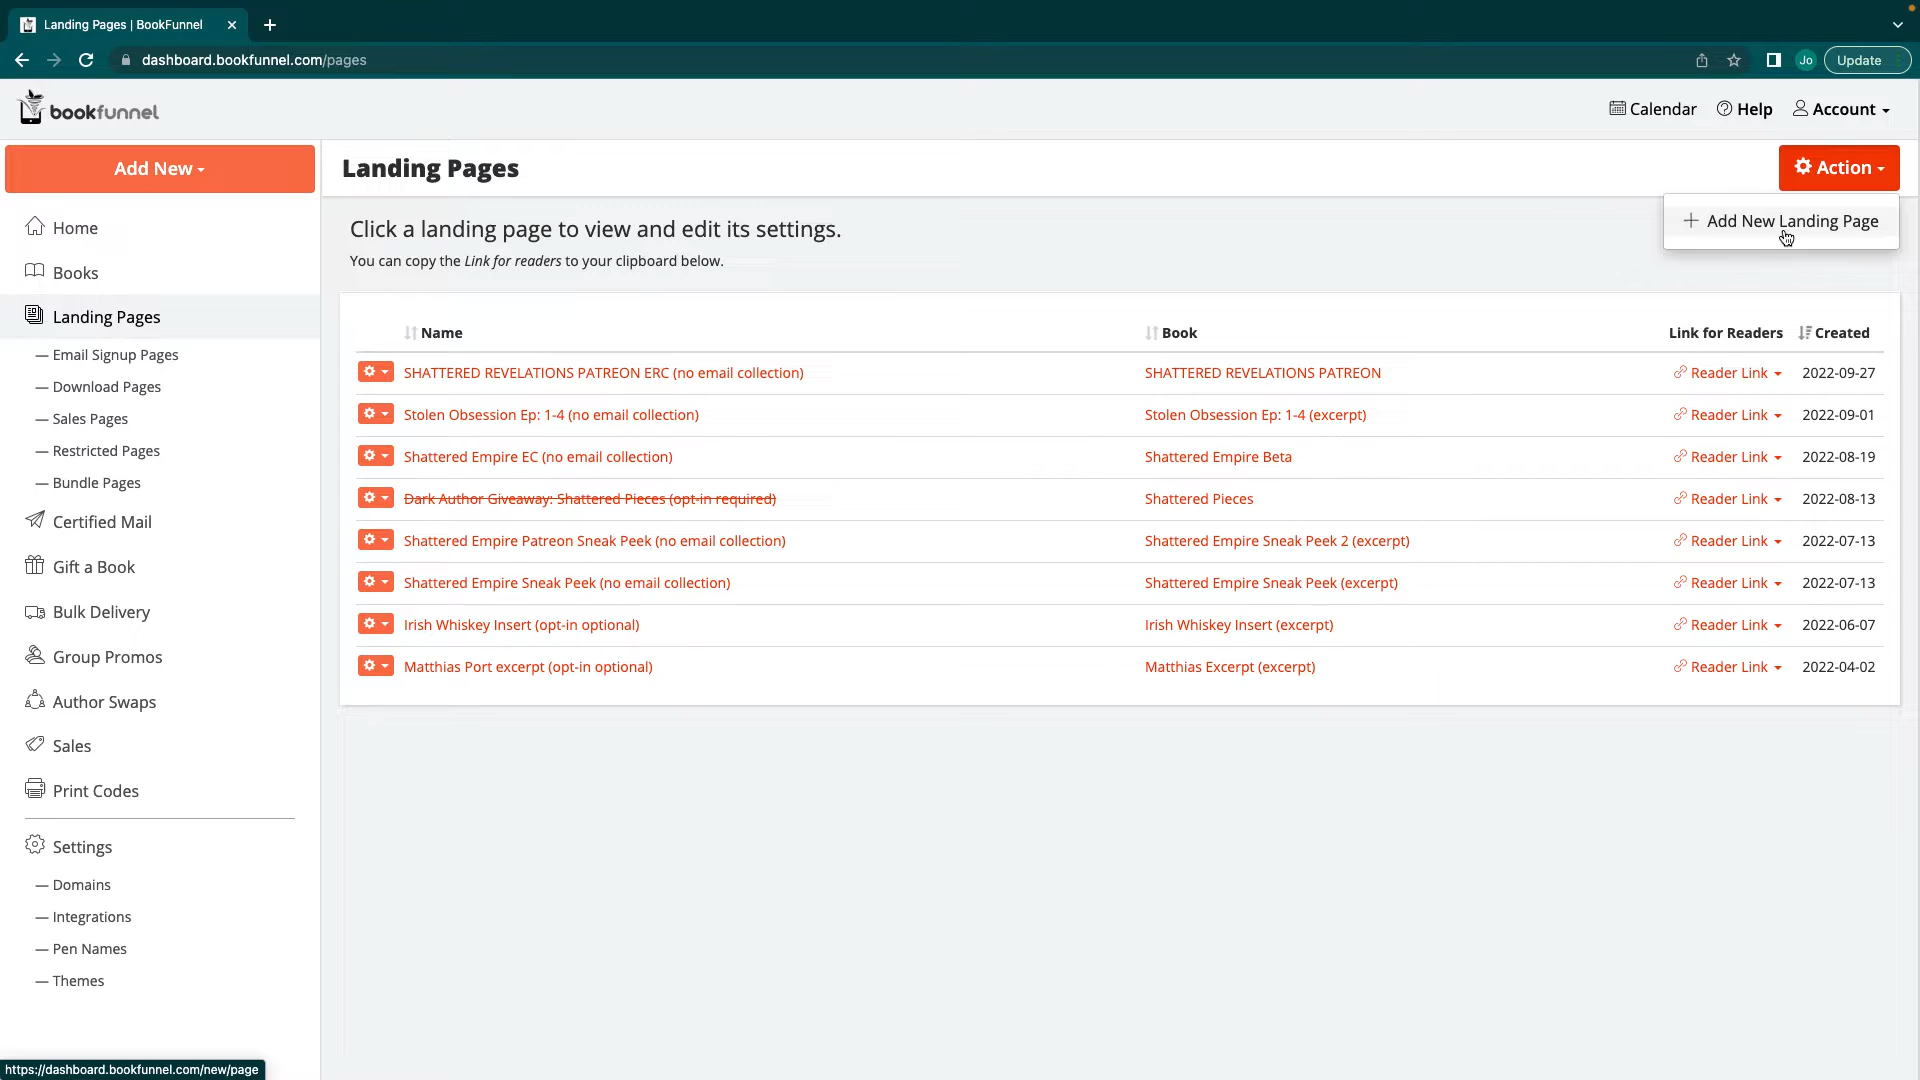 Landing Pages | BookFunnel
dashboard.bookfunnel.com/pages
Jo
Update
bookfunnel
Calendar
Help
Account
Add New
Landing Pages
Action
Add New Landing Page
Home
Books
Landing Pages
— Email Signup Pages
— Download Pages
— Sales Pages
— Restricted Pages
— Bundle Pages
Certified Mail
Gift a Book
Bulk Delivery
Group Promos
Author Swaps
Sales
Print Codes
Settings
— Domains
— Integrations
— Pen Names
— Themes
Click a landing page to view and edit its settings.
You can copy the Link for readers to your clipboard below.
Name Book Link for Readers Created
SHATTERED REVELATIONS PATREON ERC (no email collection) SHATTERED REVELATIONS PATREON Reader Link 2022-09-27
Stolen Obsession Ep: 1-4 (no email collection) Stolen Obsession Ep: 1-4 (excerpt) Reader Link 2022-09-01
Shattered Empire EC (no email collection) Shattered Empire Beta Reader Link 2022-08-19
Dark Author Giveaway: Shattered Pieces (opt-in required) Shattered Pieces Reader Link 2022-08-13
Shattered Empire Patreon Sneak Peek (no email collection) Shattered Empire Sneak Peek 2 (excerpt) Reader Link 2022-07-13
Shattered Empire Sneak Peek (no email collection) Shattered Empire Sneak Peek (excerpt) Reader Link 2022-07-13
Irish Whiskey Insert (opt-in optional) Irish Whiskey Insert (excerpt) Reader Link 2022-06-07
Matthias Port excerpt (opt-in optional) Matthias Excerpt (excerpt) Reader Link 2022-04-02
https://dashboard.bookfunnel.com/new/page